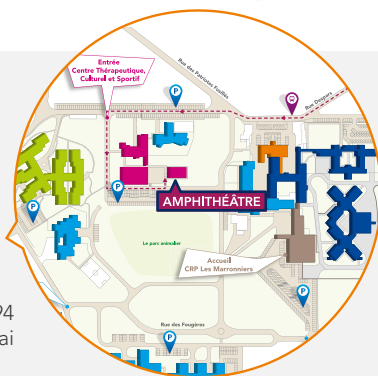 Entrée
Centre Thérapeutique,
Culturel et Sportif
Rue des Patriotes Fusillés
Rue Despars
P
P
P
AMPHITHÉÂTRE
Le parc animalier
Accueil
CRP Les Marronniers
P
94
ai
Rue des Fougères
P